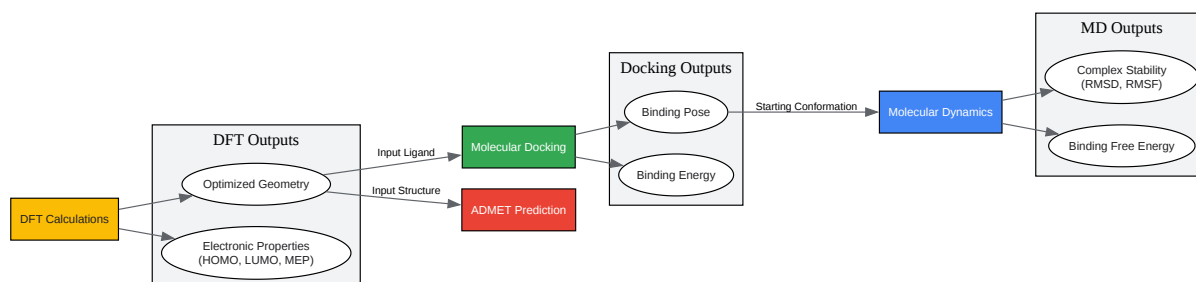 DFT Calculations
DFT Outputs
Optimized Geometry
Electronic Properties
(HOMO, LUMO, MEP)
Input Ligand
Input Structure
Molecular Docking
ADMET Prediction
Docking Outputs
Binding Pose
Binding Energy
Starting Conformation
Molecular Dynamics
MD Outputs
Complex Stability
(RMSD, RMSF)
Binding Free Energy